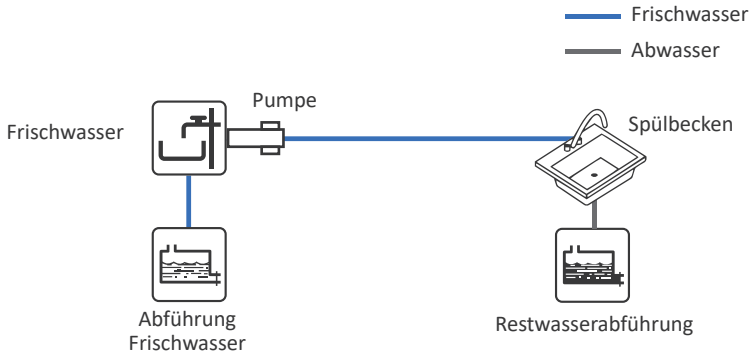 Frischwasser
Abwasser
Pumpe
Frischwasser
Spülbecken
Abführung
Frischwasser
Restwasserabführung